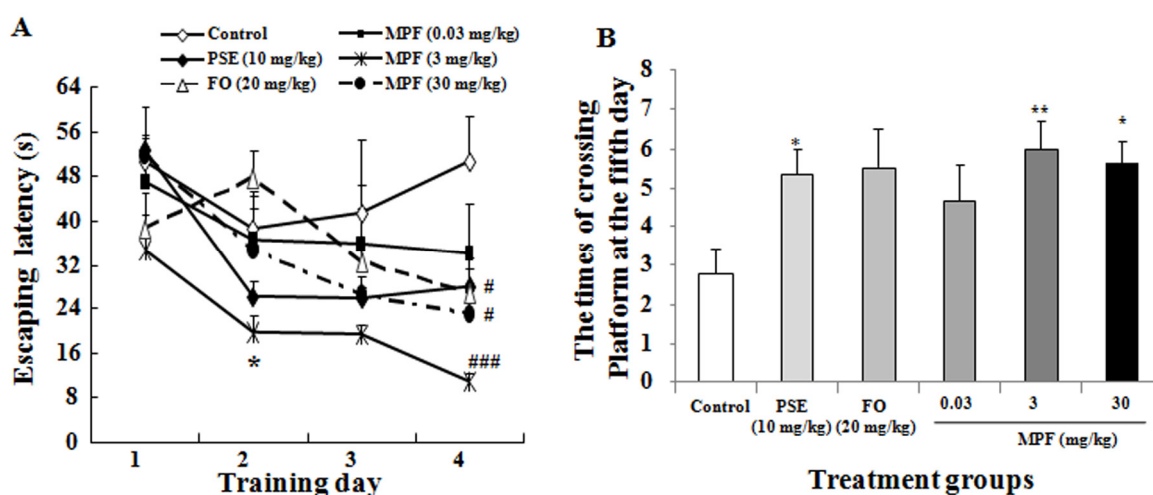 A
Control
MPF (0.03 mg/kg)
PSE (10 mg/kg)
MPF (3 mg/kg)
FO (20 mg/kg)
MPF (30 mg/kg)
64
56
48
40
32
24
16
8
0
Escaping latency (s)
#
#
###
*
1 2 3 4
Training day
B
The times of crossing
Platform at the fifth day
8
7
6
5
4
3
2
1
0
*
**
*
Control PSE FO 0.03 3 30
(10 mg/kg) (20 mg/kg)
MPF (mg/kg)
Treatment groups